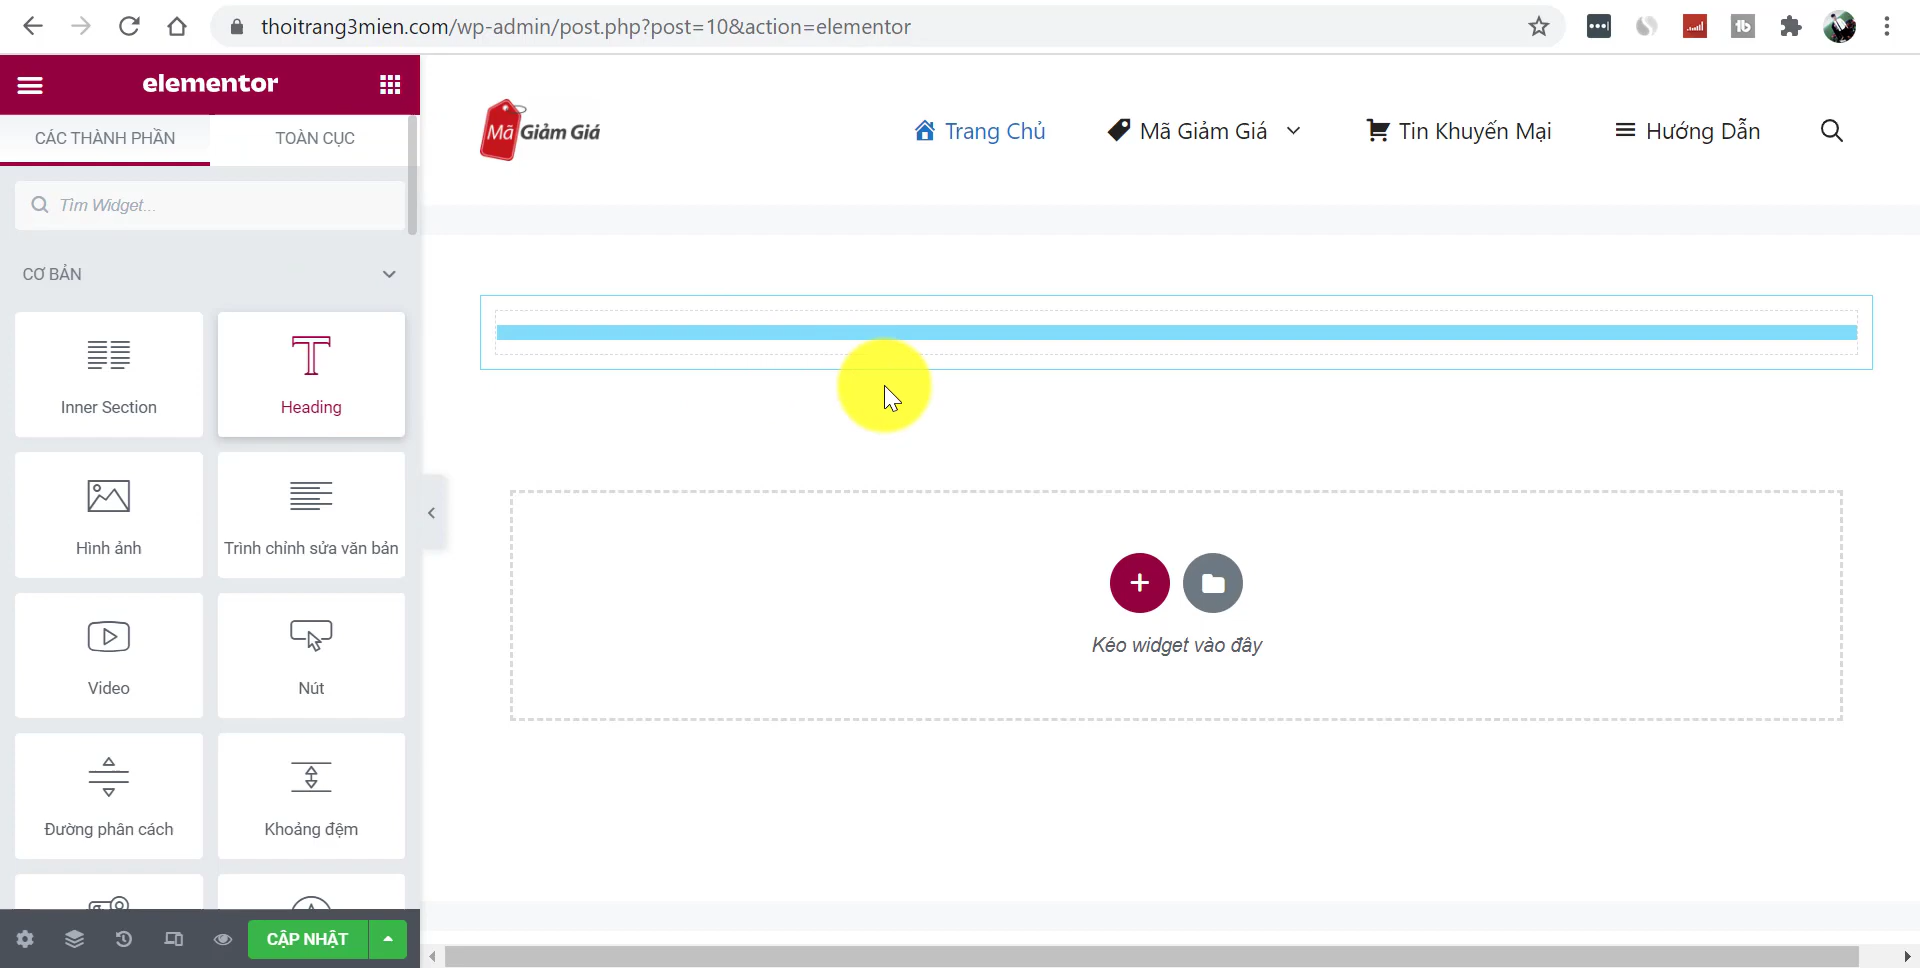 thoitrang3mien.com/wp-admin/post.php?post=10&action=elementor
elementor
CÁC THÀNH PHẦN
TOÀN CỤC
Tìm Widget...
CƠ BẢN
Inner Section
Heading
Hình ảnh
Trình chỉnh sửa văn bản
Video
Nút
Đường phân cách
Khoảng đệm
CẬP NHẬT
Mã Giảm Giá
Trang Chủ
Mã Giảm Giá
Tin Khuyến Mại
Hướng Dẫn
Kéo widget vào đây